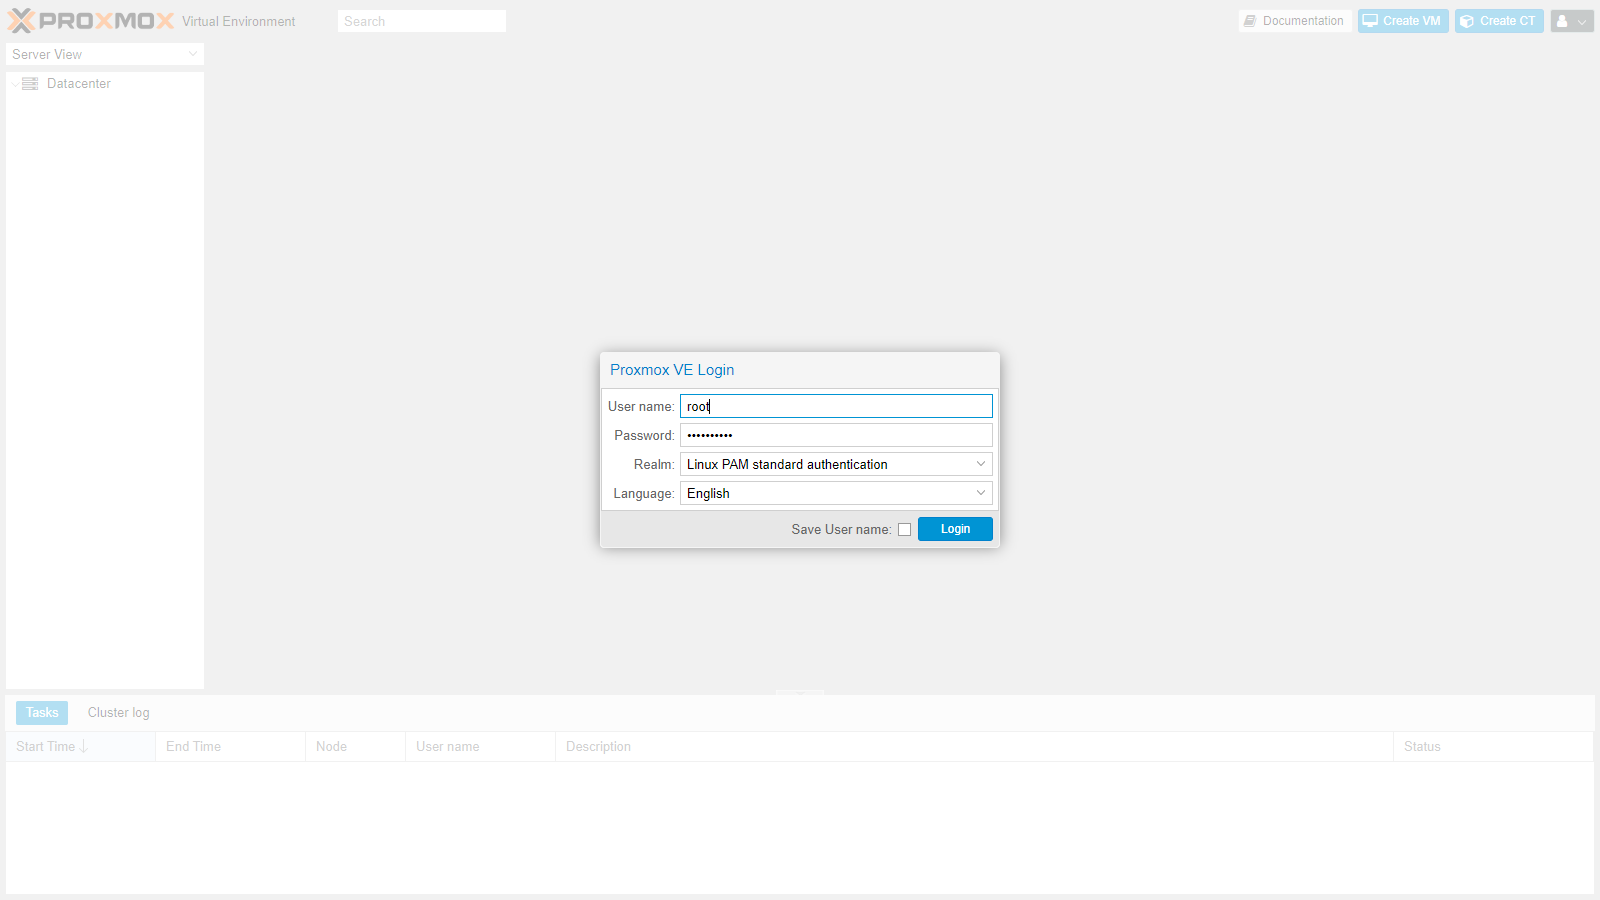 PROXMOX Virtual Environment Search Documentation Create VM Create CT
Server View
Datacenter
Proxmox VE Login
User name: root
Password: ••••••••••
Realm: Linux PAM standard authentication
Language: English
Save User name: Login
Tasks Cluster log
Start Time End Time Node User name Description Status